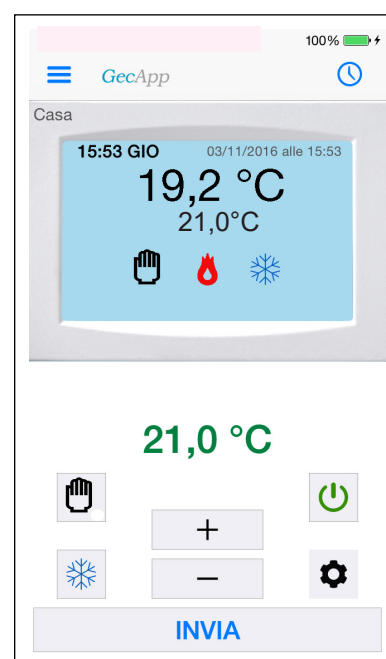 100%
GecApp
Casa
15:53 GIO 03/11/2016 alle 15:53
19,2 °C
21,0°C
21,0 °C
+
−
INVIA